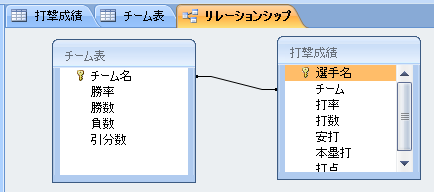 打撃成績
チーム表
リレーションシップ
チーム表
チーム名
勝率
勝数
負数
引分数
打撃成績
選手名
チーム
打率
打数
安打
本塁打
打点